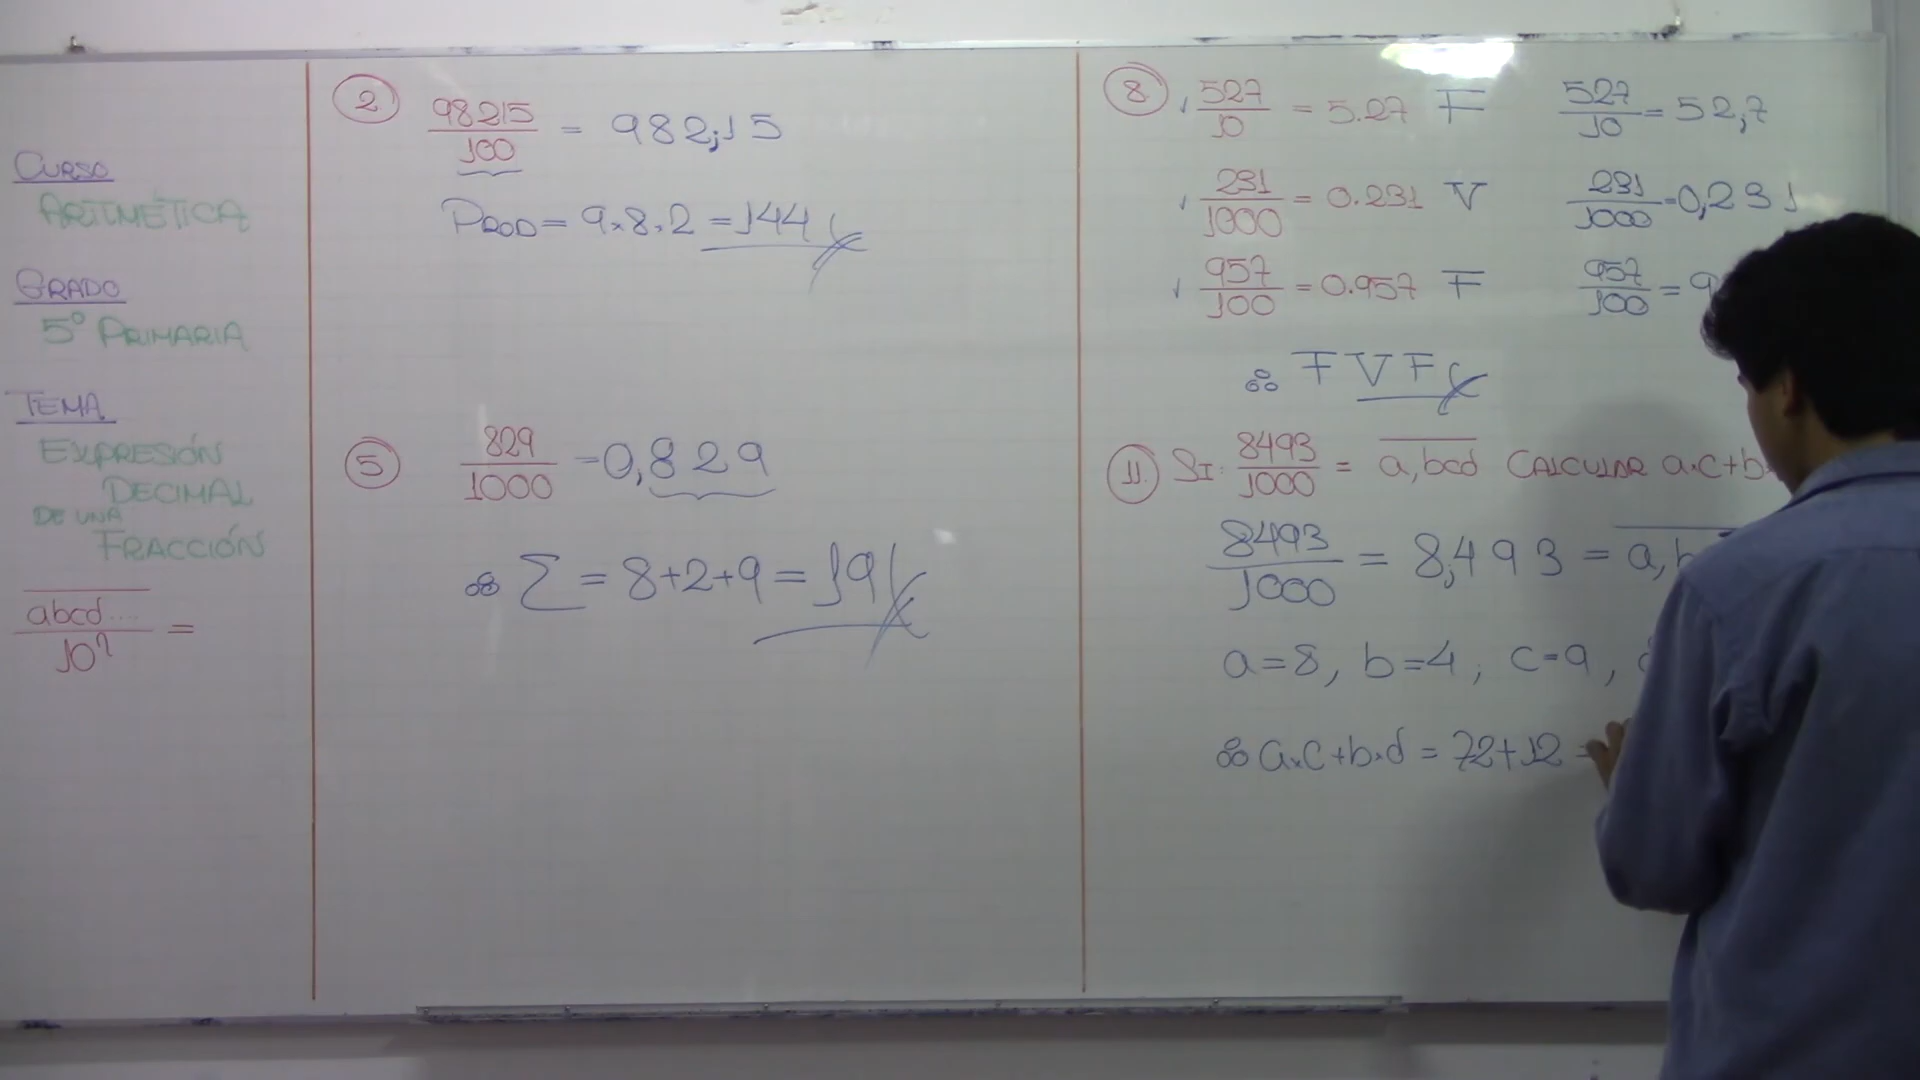 CURSO
ARITMÉTICA
GRADO
5° PRIMARIA
TEMA
EXPRESIÓN
DECIMAL
DE UNA
FRACCIÓN
abcd....
10ⁿ =
2
98215
100 = 982,15
PROD = 9×8×2 = 144
5
829
1000 = 0,829
∴ Σ = 8+2+9 = 19
8
527
10 = 5.27 F
527
10 = 52,7
231
1000 = 0.231 V
231
1000 = 0,231
957
100 = 0.957 F
957
100 = 9
∴ FVF
11. SI: 8493
1000 = a,bcd CALCULAR a×c+b
8493
1000 = 8,493 = a,b
a=8, b=4, c=9,
∴ a×c+b×d = 72+12 =